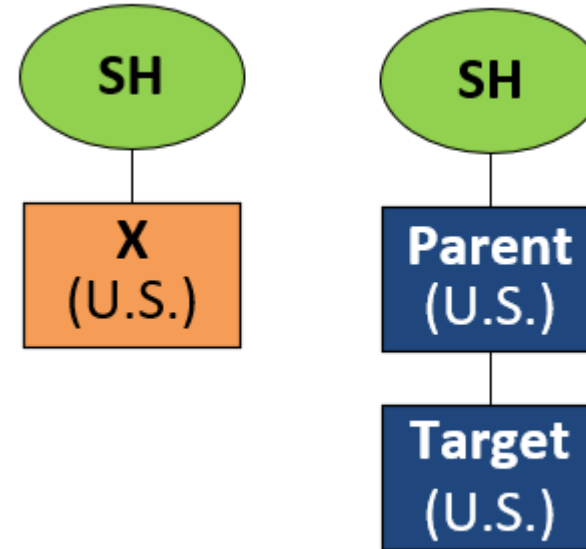 SH
X
(U.S.)
SH
Parent
(U.S.)
Target
(U.S.)